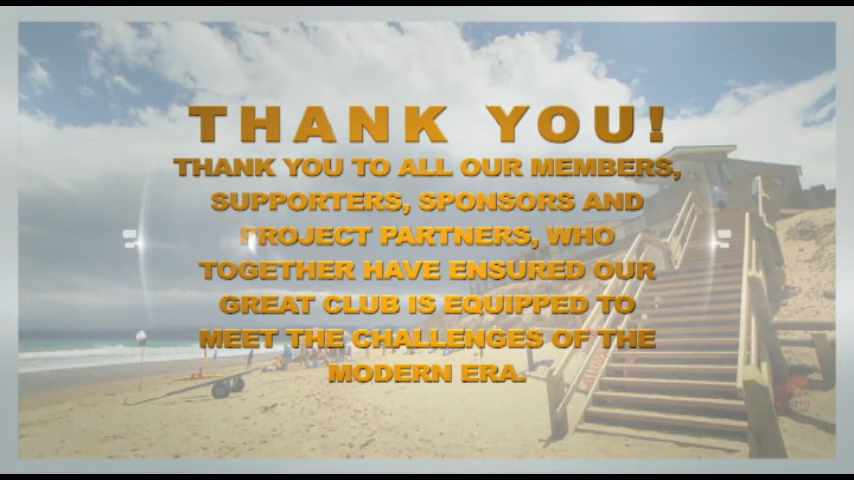 THANK YOU!
THANK YOU TO ALL OUR MEMBERS,
SUPPORTERS, SPONSORS AND
PROJECT PARTNERS, WHO
TOGETHER HAVE ENSURED OUR
GREAT CLUB IS EQUIPPED TO
MEET THE CHALLENGES OF THE
MODERN ERA.